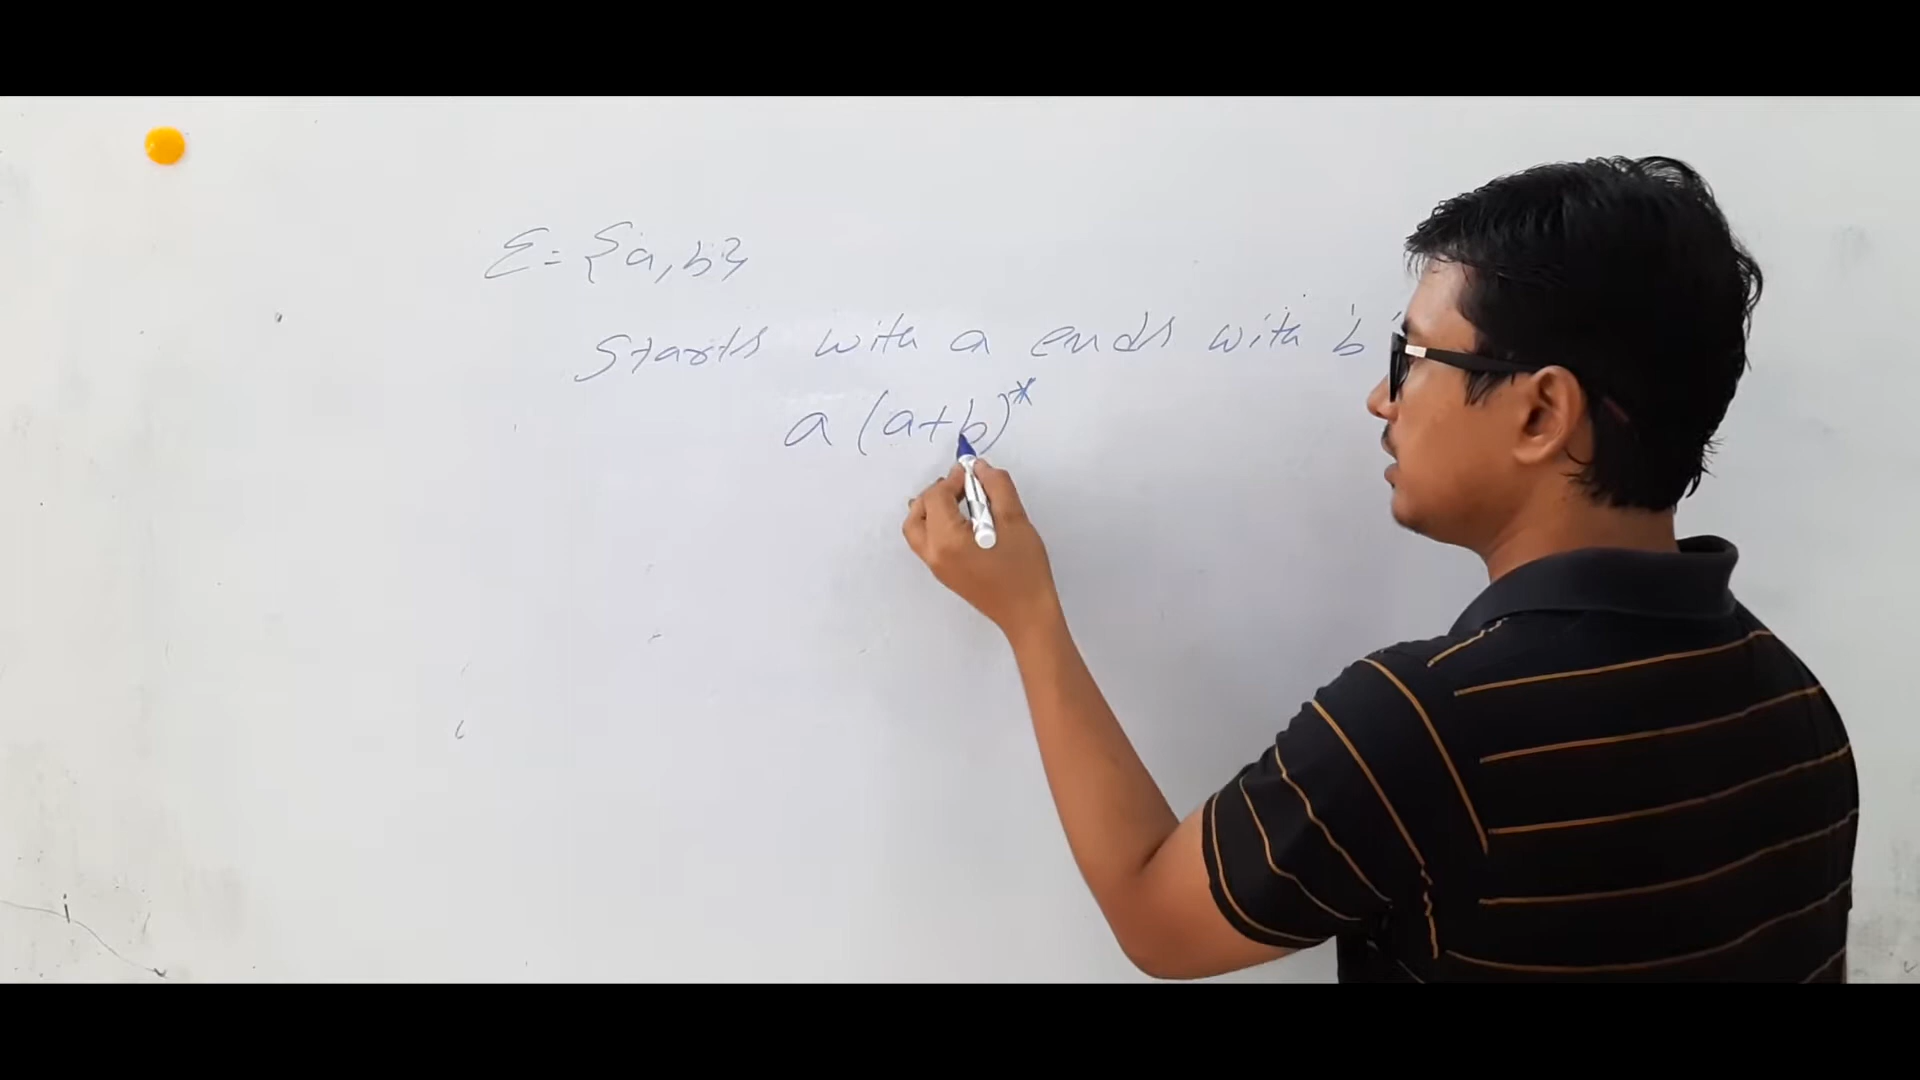 Σ = {a, b}
Starts with a ends with b
a (a+b)*